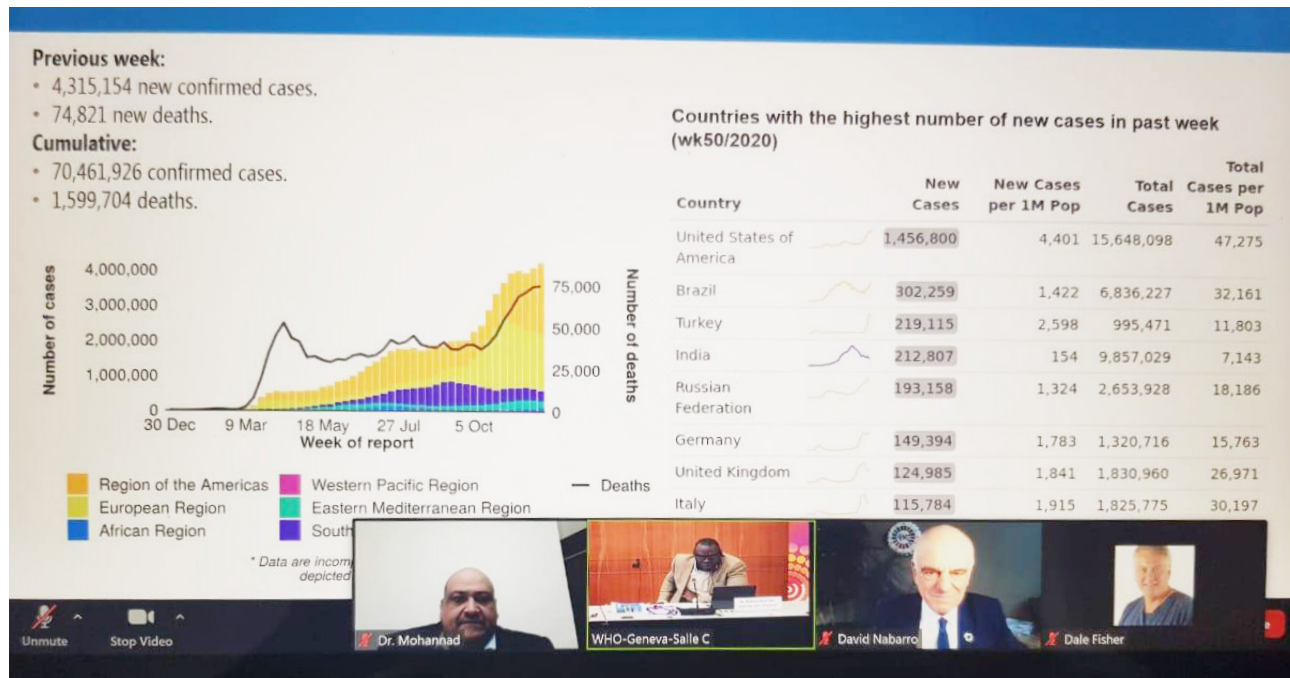 Previous week:
• 4,315,154 new confirmed cases.
• 74,821 new deaths.
Cumulative:
• 70,461,926 confirmed cases.
• 1,599,704 deaths.
Number of cases
4,000,000
3,000,000
2,000,000
1,000,000
0
75,000
50,000
25,000
0
Number of deaths
30 Dec 9 Mar 18 May 27 Jul 5 Oct
Week of report
Region of the Americas Western Pacific Region — Deaths
European Region Eastern Mediterranean Region
African Region South
* Data are incom
depicted
Countries with the highest number of new cases in past week
(wk50/2020)
Country New Cases New Cases per 1M Pop Total Cases Total Cases per 1M Pop
United States of America 1,456,800 4,401 15,648,098 47,275
Brazil 302,259 1,422 6,836,227 32,161
Turkey 219,115 2,598 995,471 11,803
India 212,807 154 9,857,029 7,143
Russian Federation 193,158 1,324 2,653,928 18,186
Germany 149,394 1,783 1,320,716 15,763
United Kingdom 124,985 1,841 1,830,960 26,971
Italy 115,784 1,915 1,825,775 30,197
Unmute Stop Video
Dr. Mohannad
WHO-Geneva-Salle C
David Nabarro
Dale Fisher